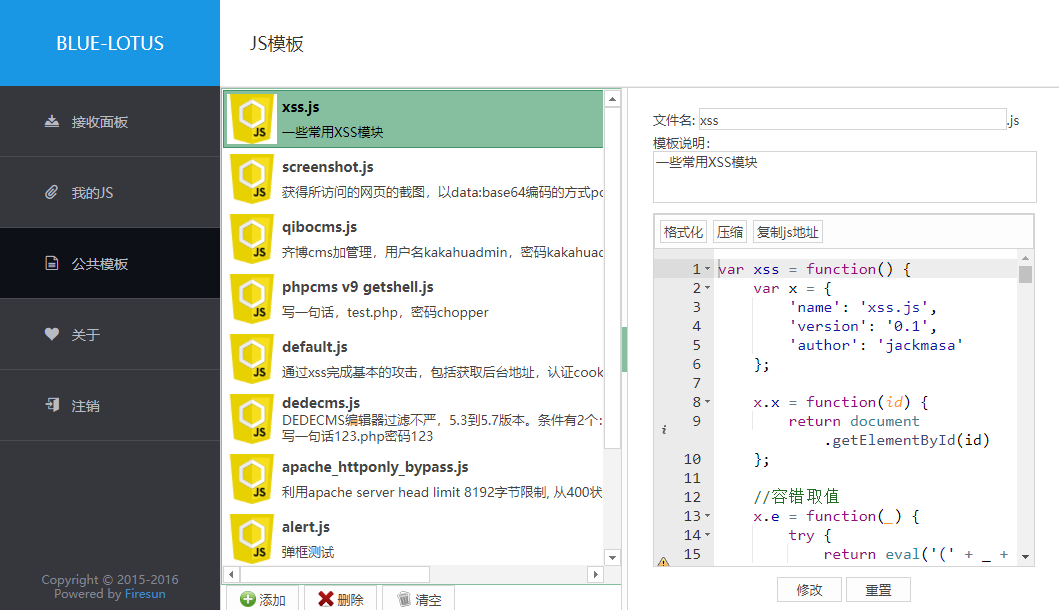 BLUE-LOTUS
接收面板
我的JS
公共模板
关于
注销
Copyright © 2015-2016
Powered by Firesun
JS模板
JS
xss.js
一些常用XSS模块
JS
screenshot.js
获得所访问的网页的截图，以data:base64编码的方式pc
JS
qibocms.js
齐博cms加管理，用户名kakahuadmin，密码kakahuac
JS
phpcms v9 getshell.js
写一句话，test.php，密码chopper
JS
default.js
通过xss完成基本的攻击，包括获取后台地址，认证cook
JS
dedecms.js
DEDECMS编辑器过滤不严，5.3到5.7版本。条件有2个:
写一句话123.php密码123
JS
apache_httponly_bypass.js
利用apache server head limit 8192字节限制, 从400状
JS
alert.js
弹框测试
添加
删除
清空
文件名: xss .js
模板说明：
一些常用XSS模块
格式化 压缩 复制js地址
1 var xss = function() {
2 var x = {
3 'name': 'xss.js',
4 'version': '0.1',
5 'author': 'jackmasa'
6 };
7
8 x.x = function(id) {
9 return document
.getElementById(id)
10 };
11
12 //容错取值
13 x.e = function(_) {
14 try {
15 return eval('(' + _ +
修改 重置